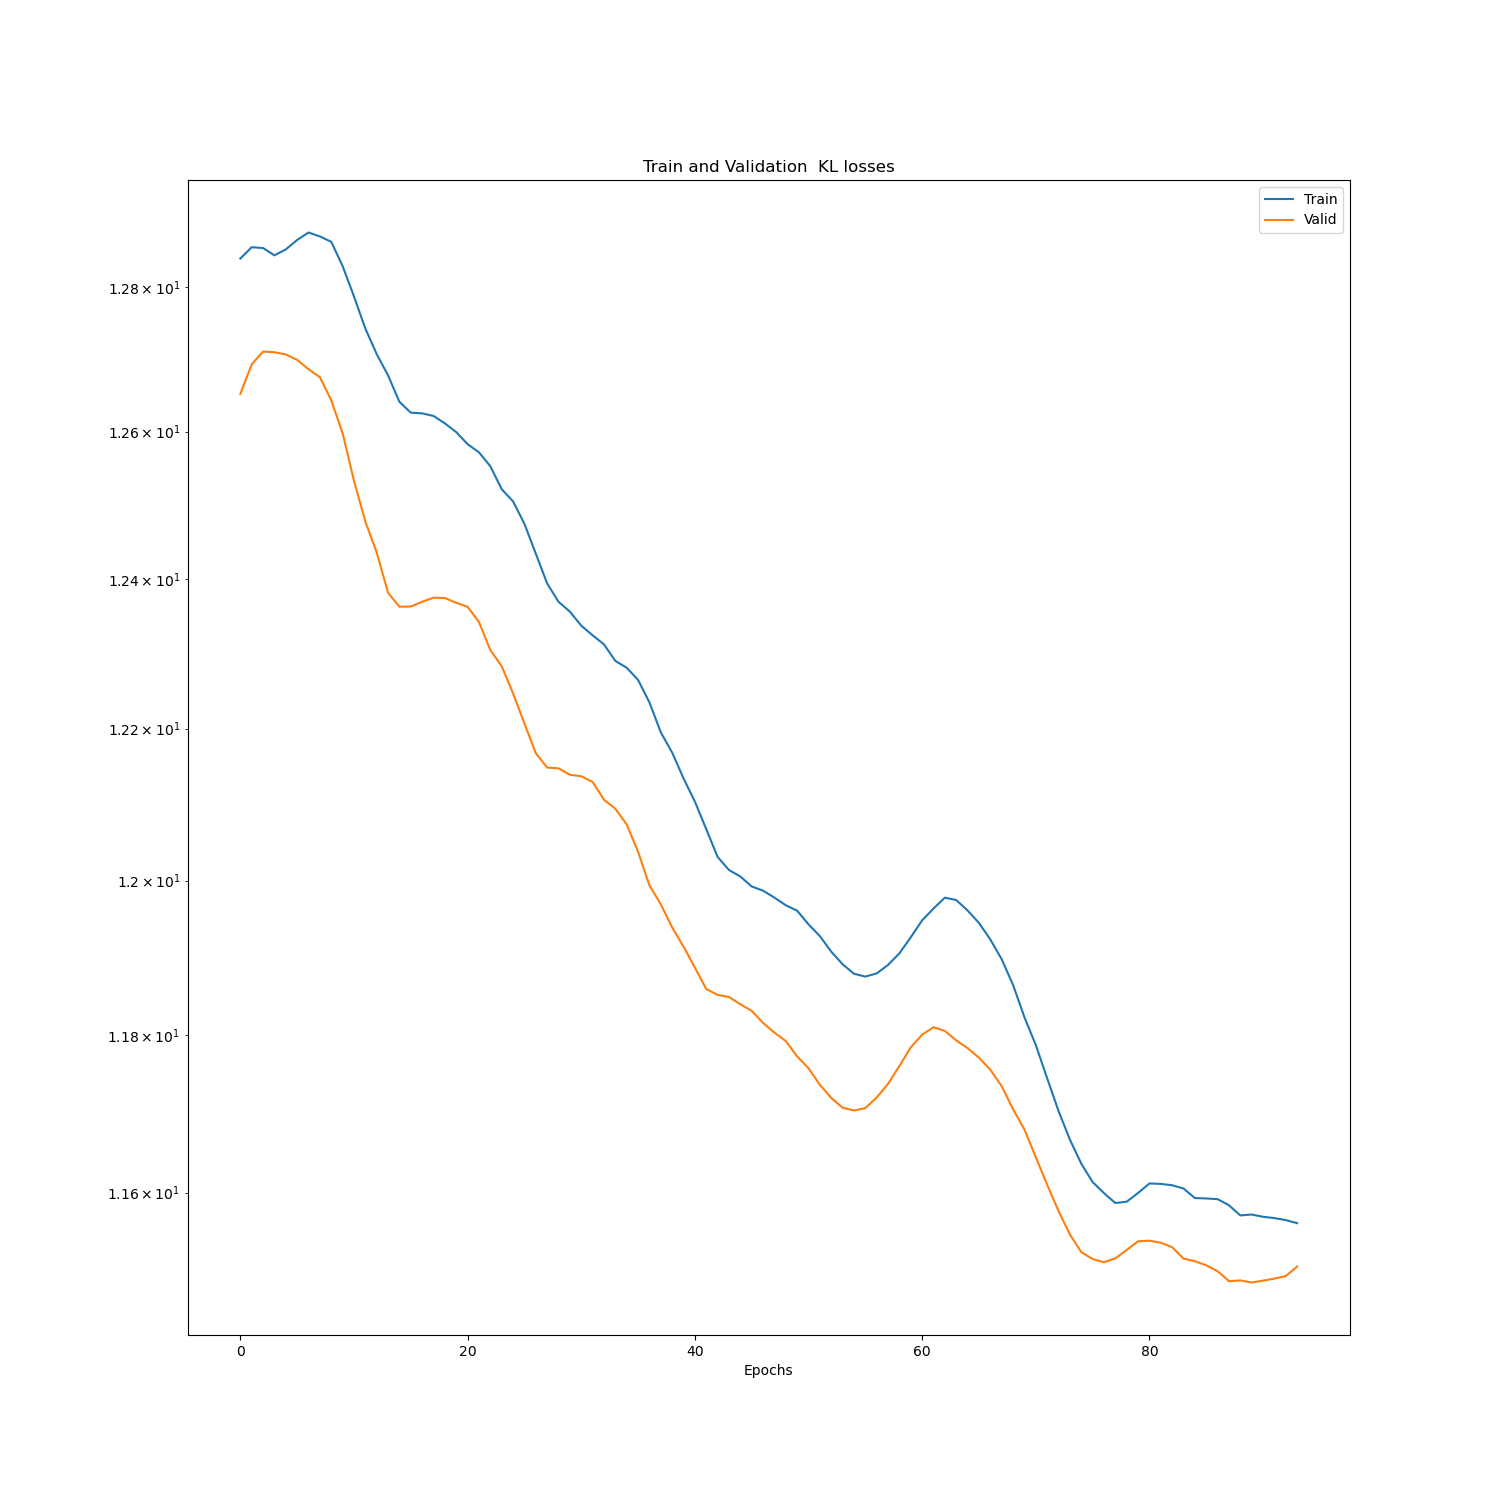 Train and Validation  KL losses
Train
Valid
1.28 × 10¹
1.26 × 10¹
1.24 × 10¹
1.22 × 10¹
1.2 × 10¹
1.18 × 10¹
1.16 × 10¹
0 20 40 60 80
Epochs